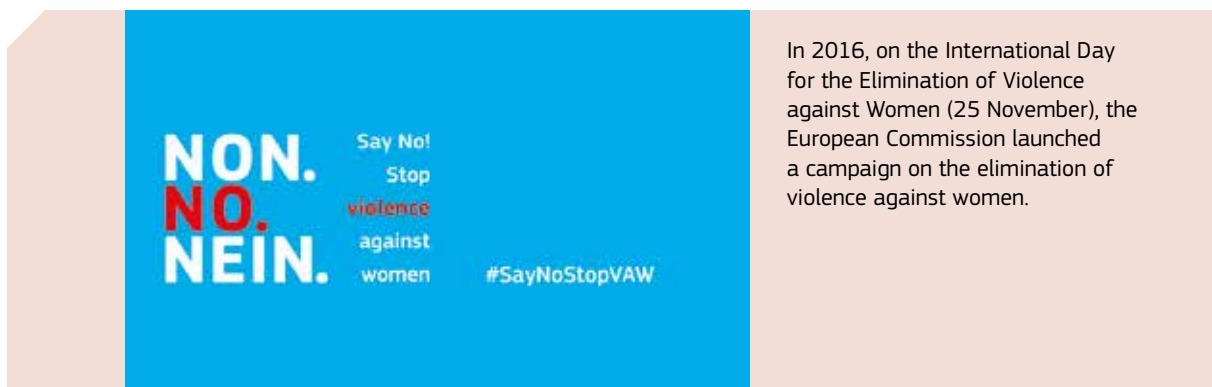 NON.
NO.
NEIN.
Say No!
Stop
violence
against
women
#SayNoStopVAW
In 2016, on the International Day
for the Elimination of Violence
against Women (25 November), the
European Commission launched
a campaign on the elimination of
violence against women.